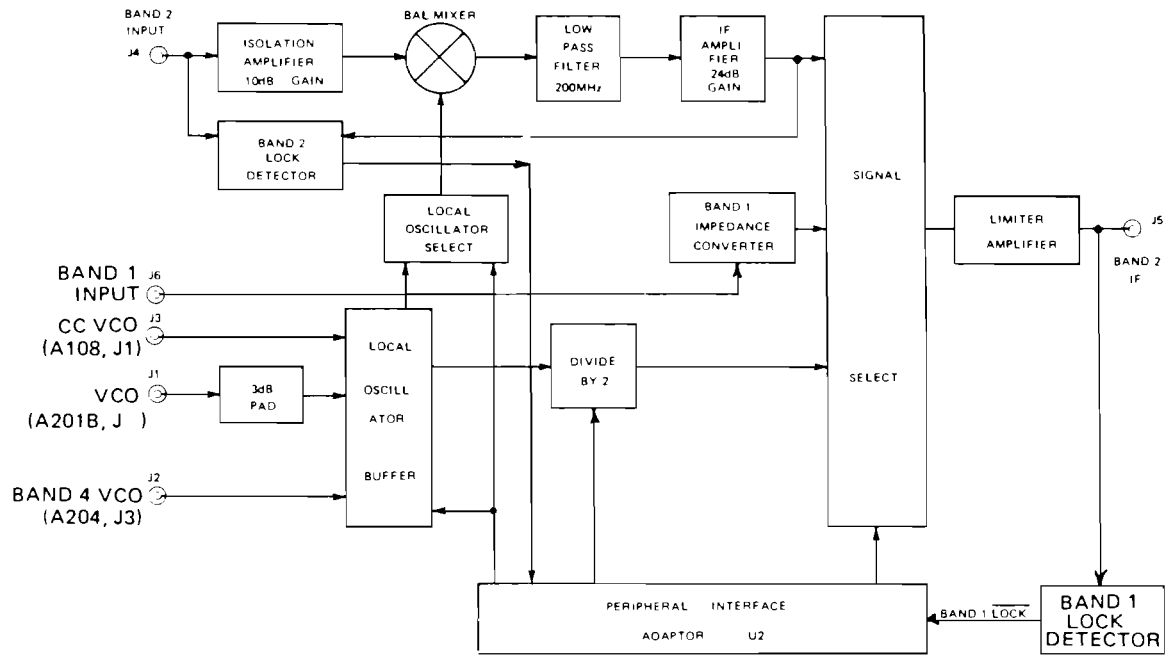 BAND 2
INPUT
J4
ISOLATION
AMPLIFIER
10dB GAIN
BAL MIXER
LOW
PASS
FILTER
200MHz
IF
AMPLI
FIER
24dB
GAIN
BAND 2
LOCK
DETECTOR
LOCAL
OSCILLATOR
SELECT
BAND 1
IMPEDANCE
CONVERTER
SIGNAL
SELECT
LIMITER
AMPLIFIER
J5
BAND 2
IF
BAND 1
INPUT
J6
CC VCO
(A108, J1)
J3
VCO
(A201B, J )
J1
3dB
PAD
BAND 4 VCO
(A204, J3)
J2
LOCAL
OSCILL
ATOR
BUFFER
DIVIDE
BY 2
PERIPHERAL INTERFACE
ADAPTOR U2
BAND 1 LOCK
BAND 1
LOCK
DETECTOR